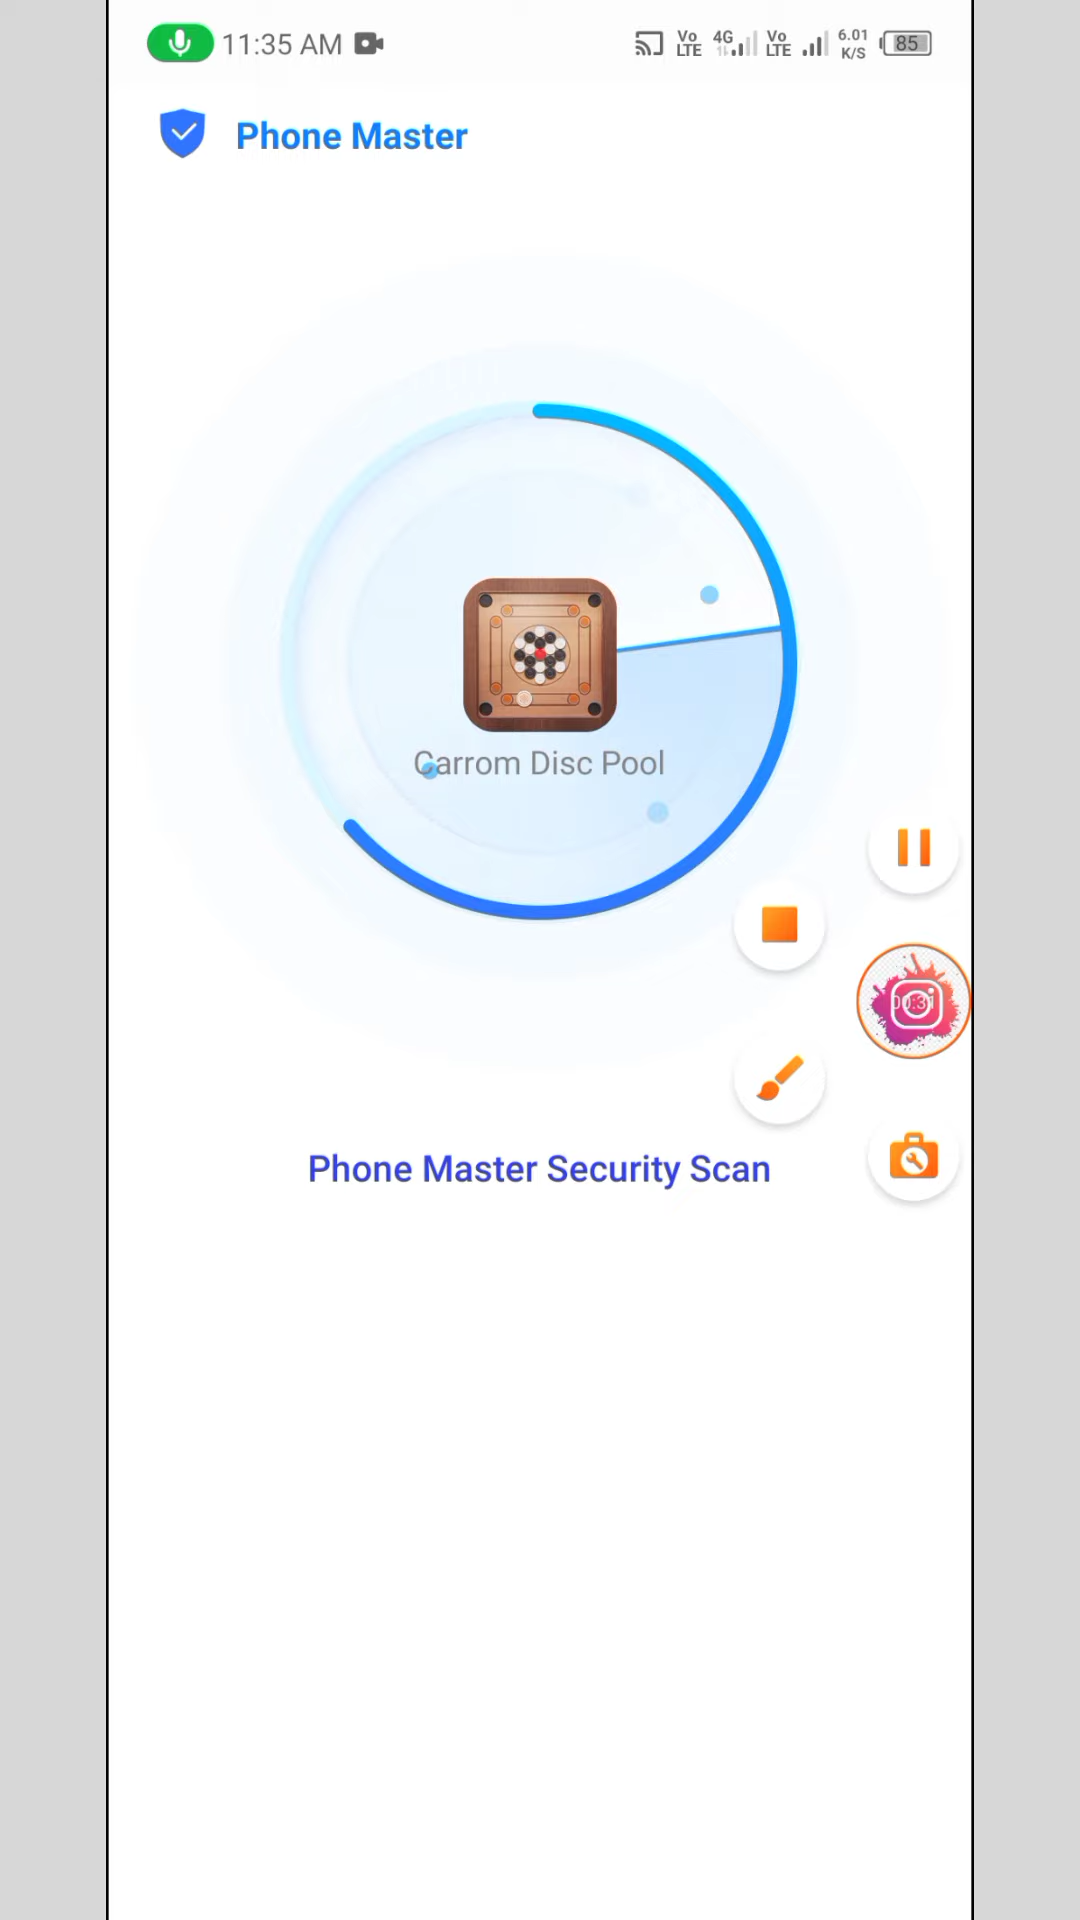 11:35 AM
Vo LTE 4G Vo LTE 6.01 K/S 85
Phone Master
Carrom Disc Pool
Phone Master Security Scan